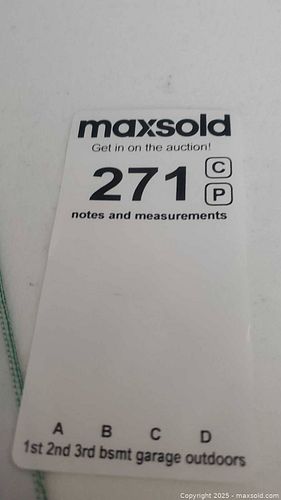 maxsold
Get in on the auction!
271 C
P
notes and measurements
A B C D
1st 2nd 3rd bsmt garage outdoors
Copyright 2025 - maxsold.com